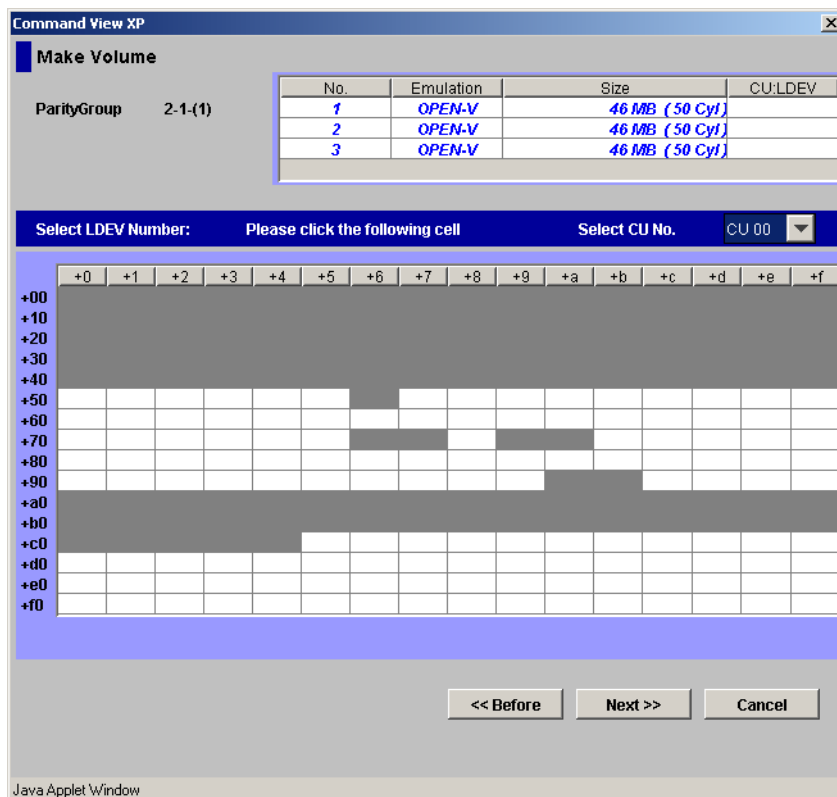 Command View XP
Make Volume
ParityGroup 2-1-(1)
No. Emulation Size CU:LDEV
1 OPEN-V 46 MB ( 50 Cyl )
2 OPEN-V 46 MB ( 50 Cyl )
3 OPEN-V 46 MB ( 50 Cyl )
Select LDEV Number: Please click the following cell Select CU No. CU 00
+0 +1 +2 +3 +4 +5 +6 +7 +8 +9 +a +b +c +d +e +f
+00
+10
+20
+30
+40
+50
+60
+70
+80
+90
+a0
+b0
+c0
+d0
+e0
+f0
<< Before Next >> Cancel
Java Applet Window